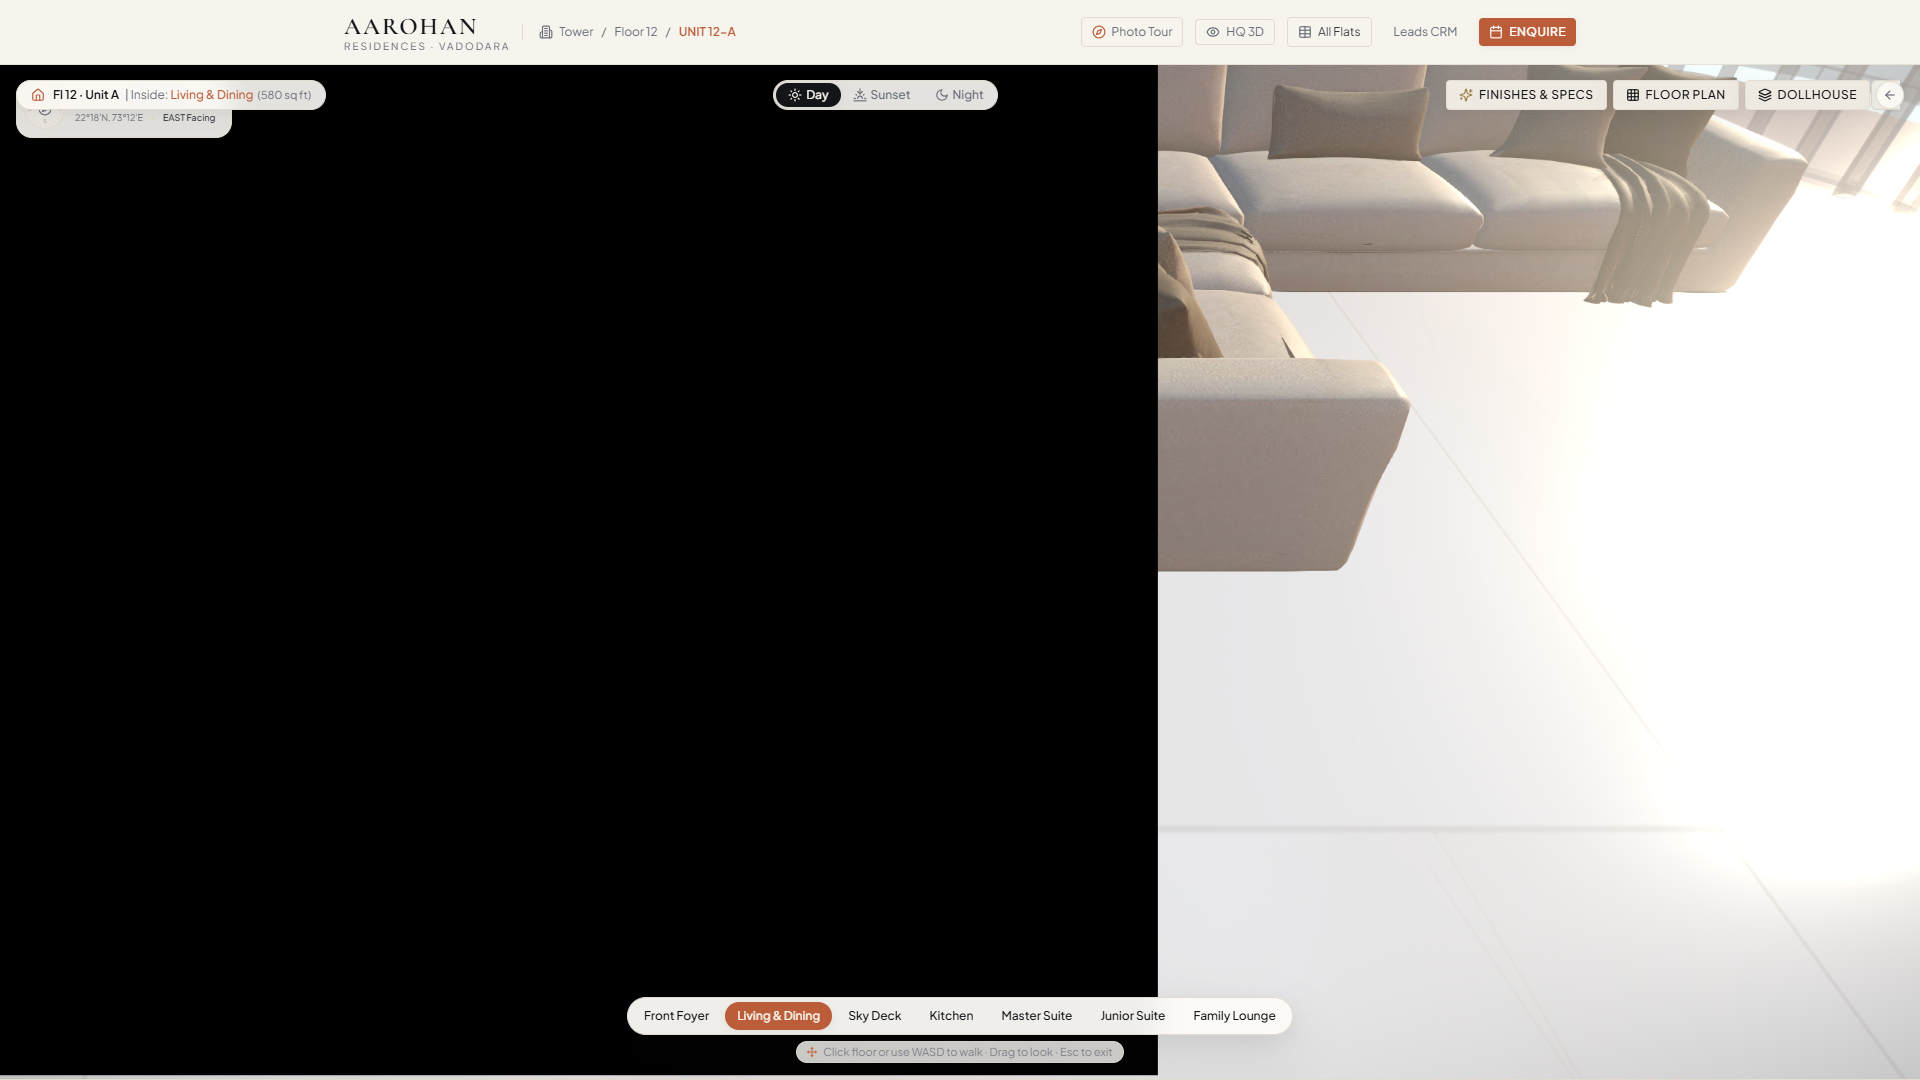 AAROHAN
RESIDENCES · VADODARA
Tower / Floor 12 / UNIT 12-A
Photo Tour
HQ 3D
All Flats
Leads CRM
ENQUIRE
Fl 12 · Unit A | Inside: Living & Dining (580 sq ft)
22°18'N, 73°12'E EAST Facing
Day
Sunset
Night
FINISHES & SPECS
FLOOR PLAN
DOLLHOUSE
Front Foyer
Living & Dining
Sky Deck
Kitchen
Master Suite
Junior Suite
Family Lounge
Click floor or use WASD to walk · Drag to look · Esc to exit